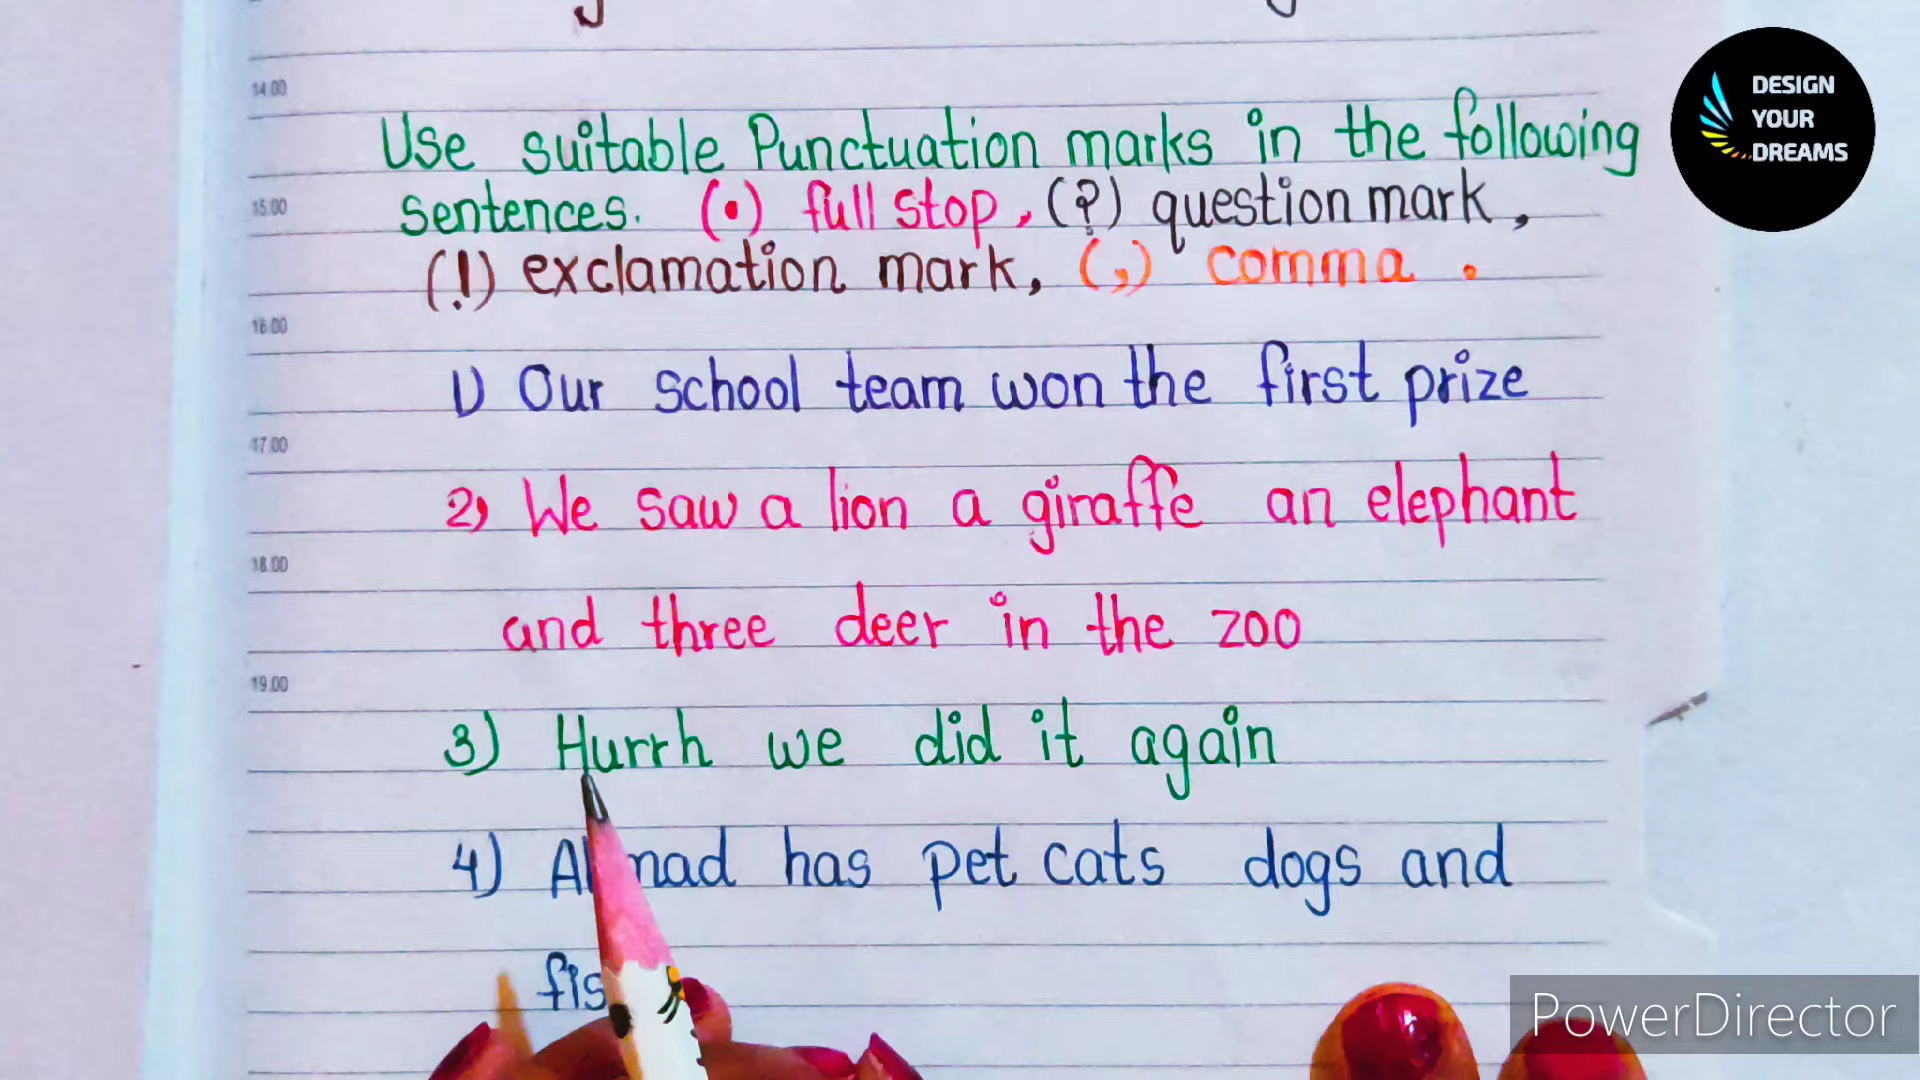 14.00
Use suitable Punctuation marks in the following
15.00
sentences. (.) full stop, (?) question mark,
(!) exclamation mark, (,) comma .
16.00
1) Our school team won the first prize
17.00
2) We saw a lion a giraffe an elephant
18.00
and three deer in the zoo
19.00
3) Hurrh we did it again
4) has pet cats dogs and
DESIGN
YOUR
DREAMS
PowerDirector